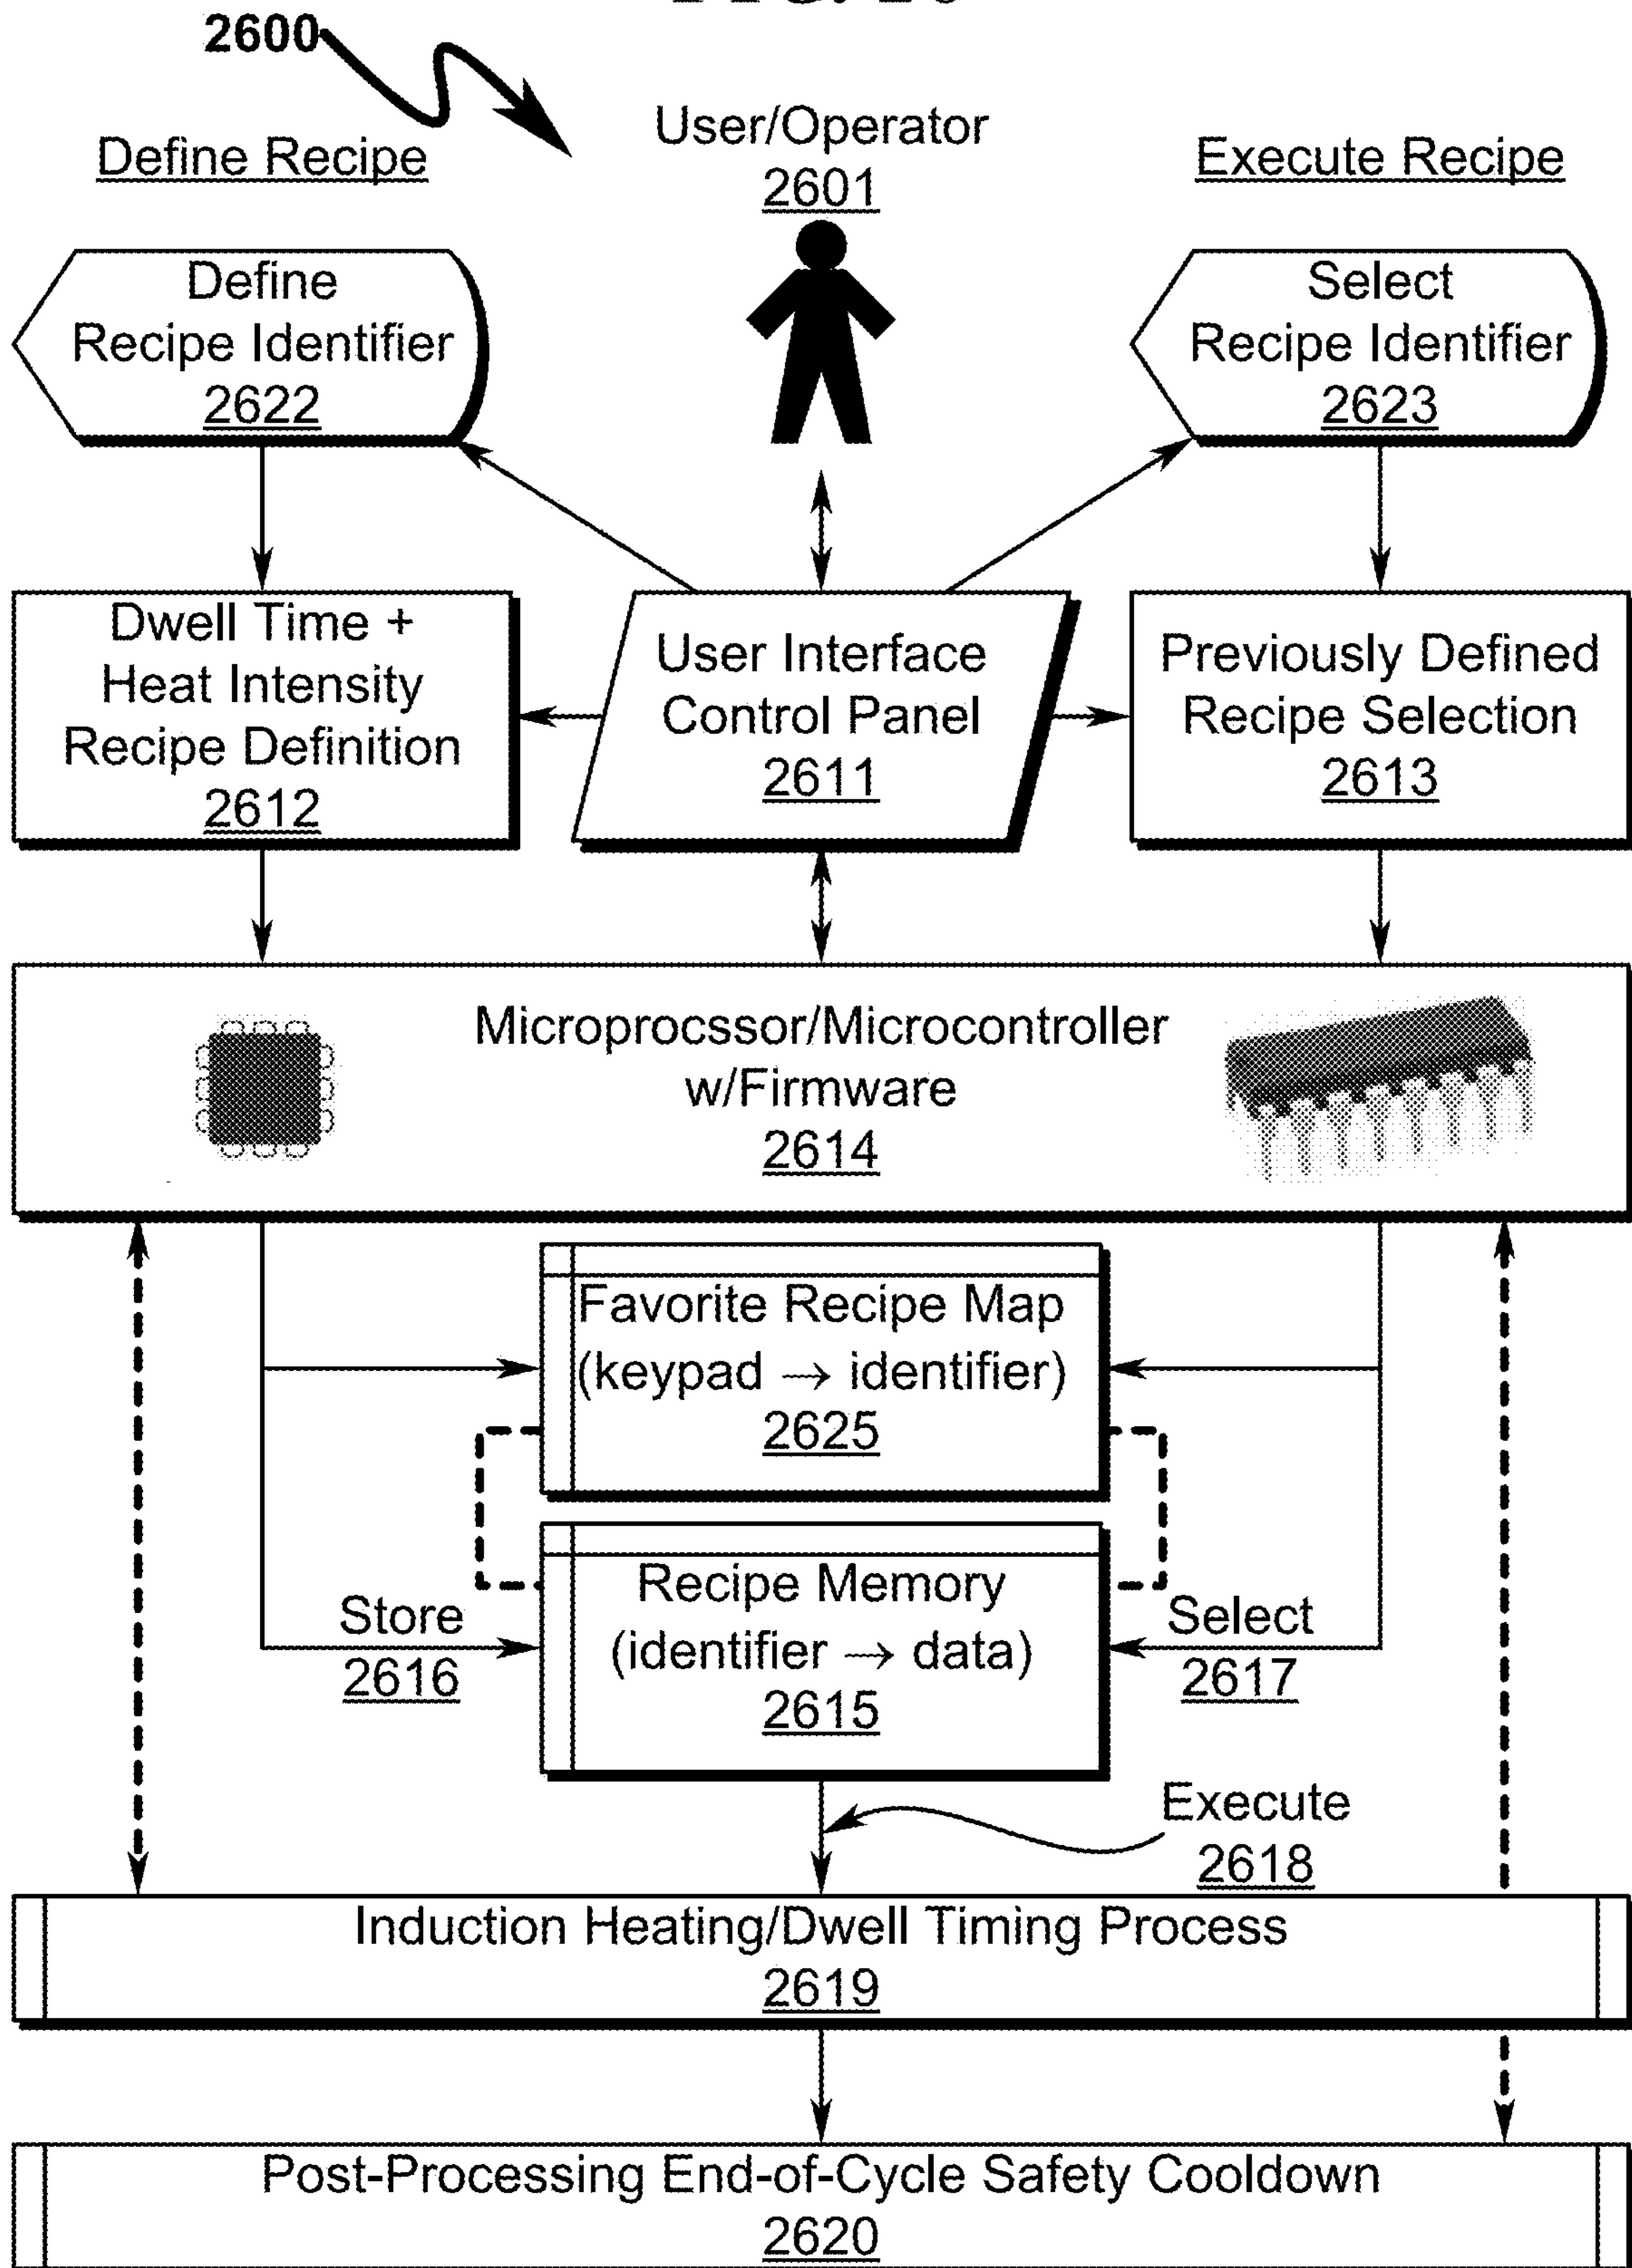 2600
User/Operator
2601
Define Recipe
Execute Recipe
Define
Recipe Identifier
2622
Select
Recipe Identifier
2623
Dwell Time +
Heat Intensity
Recipe Definition
2612
User Interface
Control Panel
2611
Previously Defined
Recipe Selection
2613
Microprocssor/Microcontroller
w/Firmware
2614
Favorite Recipe Map
(keypad → identifier)
2625
Store
2616
Recipe Memory
(identifier → data)
2615
Select
2617
Execute
2618
Induction Heating/Dwell Timing Process
2619
Post-Processing End-of-Cycle Safety Cooldown
2620